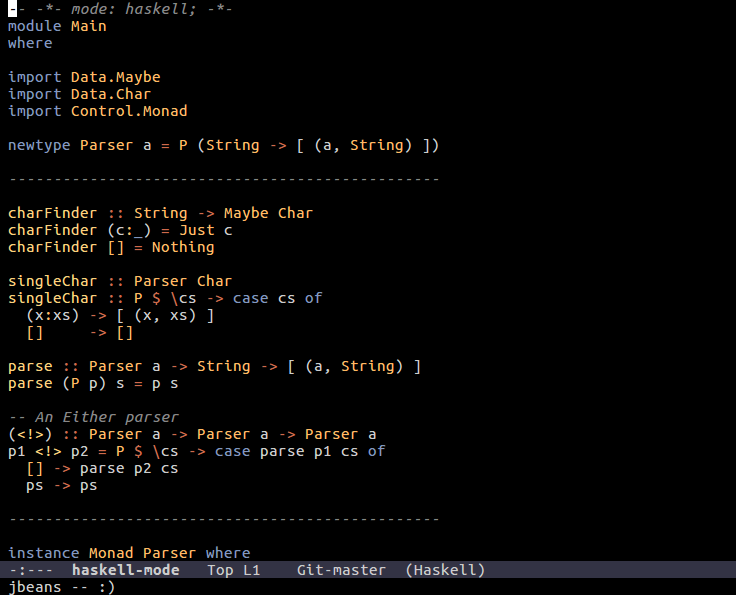 -- -*- mode: haskell; -*-
module Main
where
import Data.Maybe
import Data.Char
import Control.Monad
newtype Parser a = P (String -> [ (a, String) ])
------------------------------------------------
charFinder :: String -> Maybe Char
charFinder (c:_) = Just c
charFinder [] = Nothing
singleChar :: Parser Char
singleChar :: P $ \cs -> case cs of
  (x:xs) -> [ (x, xs) ]
  []     -> []
parse :: Parser a -> String -> [ (a, String) ]
parse (P p) s = p s
-- An Either parser
(<!>) :: Parser a -> Parser a -> Parser a
p1 <!> p2 = P $ \cs -> case parse p1 cs of
  [] -> parse p2 cs
  ps -> ps
------------------------------------------------
instance Monad Parser where
-:---  haskell-mode   Top L1    Git-master  (Haskell)
jbeans -- :)